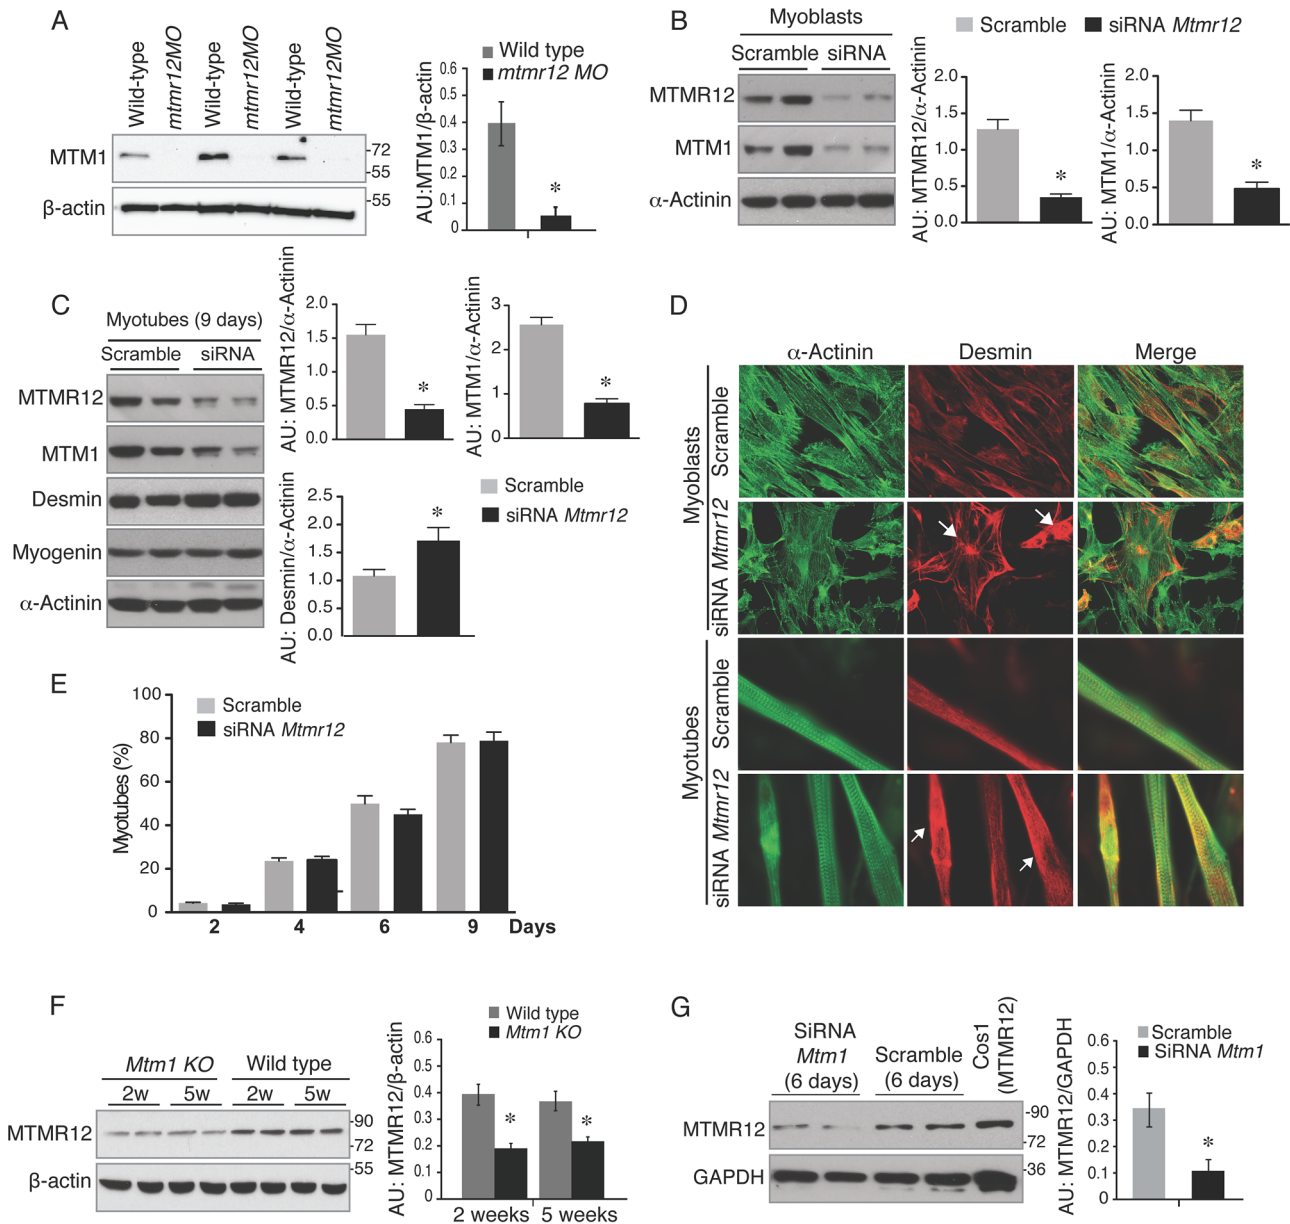 A
Wild-type
mtmr12MO
Wild-type
mtmr12MO
Wild-type
mtmr12MO
MTM1
β-actin
-72
-55
-55
Wild type
mtmr12 MO
AU:MTM1/β-actin
0.6
0.5
0.4
0.3
0.2
0.1
0
*
B
Myoblasts
Scramble siRNA
MTMR12
MTM1
α-Actinin
Scramble
siRNA Mtmr12
AU: MTMR12/α-Actinin
2.0
1.5
1.0
0.5
0.0
*
AU: MTM1/α-Actinin
2.0
1.5
1.0
0.5
0.0
*
C
Myotubes (9 days)
Scramble siRNA
MTMR12
MTM1
Desmin
Myogenin
α-Actinin
AU: MTMR12/α-Actinin
2.0
1.5
1.0
0.5
0.0
*
AU: MTM1/α-Actinin
3
2
1
0
*
Scramble
siRNA Mtmr12
AU: Desmin/α-Actinin
2.5
2.0
1.5
1.0
0.5
0.0
*
D
α-Actinin
Desmin
Merge
Myoblasts
Scramble
siRNA Mtmr12
Myotubes
Scramble
siRNA Mtmr12
E
Scramble
siRNA Mtmr12
Myotubes (%)
100
80
60
40
20
0
2 4 6 9 Days
F
Mtm1 KO Wild type
2w 5w 2w 5w
MTMR12
β-actin
-90
-72
-55
Wild type
Mtm1 KO
AU: MTMR12/β-actin
0.6
0.5
0.4
0.3
0.2
0.1
0
*
*
2 weeks 5 weeks
G
SiRNA
Mtm1
(6 days)
Scramble
(6 days)
Cos1
(MTMR12)
MTMR12
GAPDH
-90
-72
-36
Scramble
SiRNA Mtm1
AU: MTMR12/GAPDH
0.6
0.5
0.4
0.3
0.2
0.1
0
*